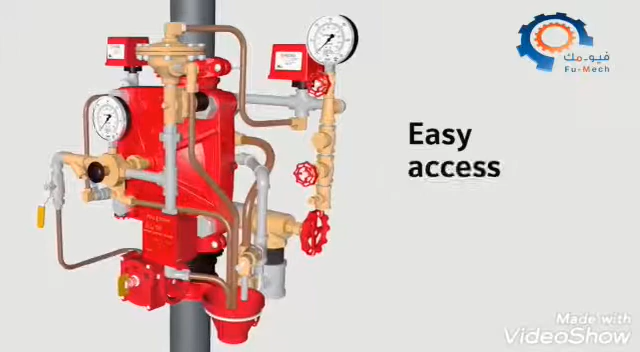 فيو-مك
Fu-Mech
Easy
access
Made with
VideoShow